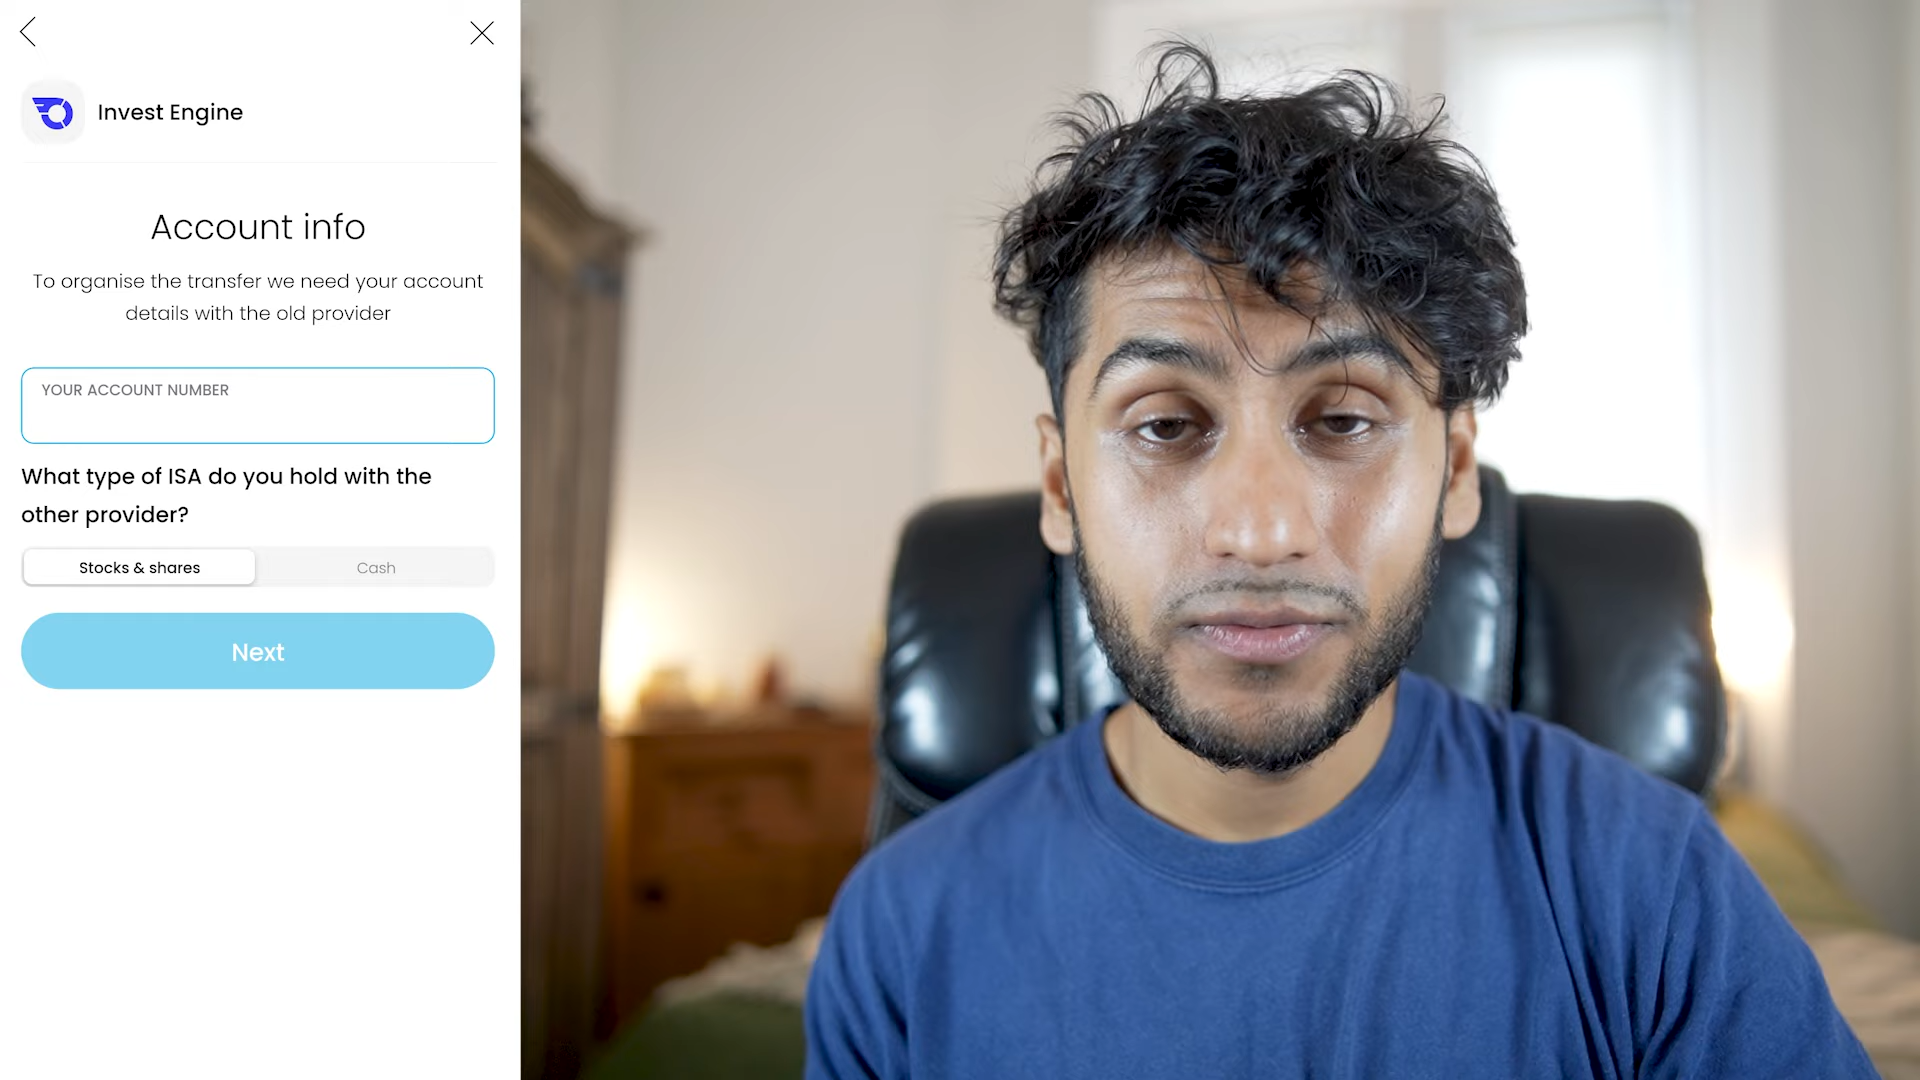 Invest Engine
Account info
To organise the transfer we need your account
details with the old provider
YOUR ACCOUNT NUMBER
What type of ISA do you hold with the
other provider?
Stocks & shares
Cash
Next